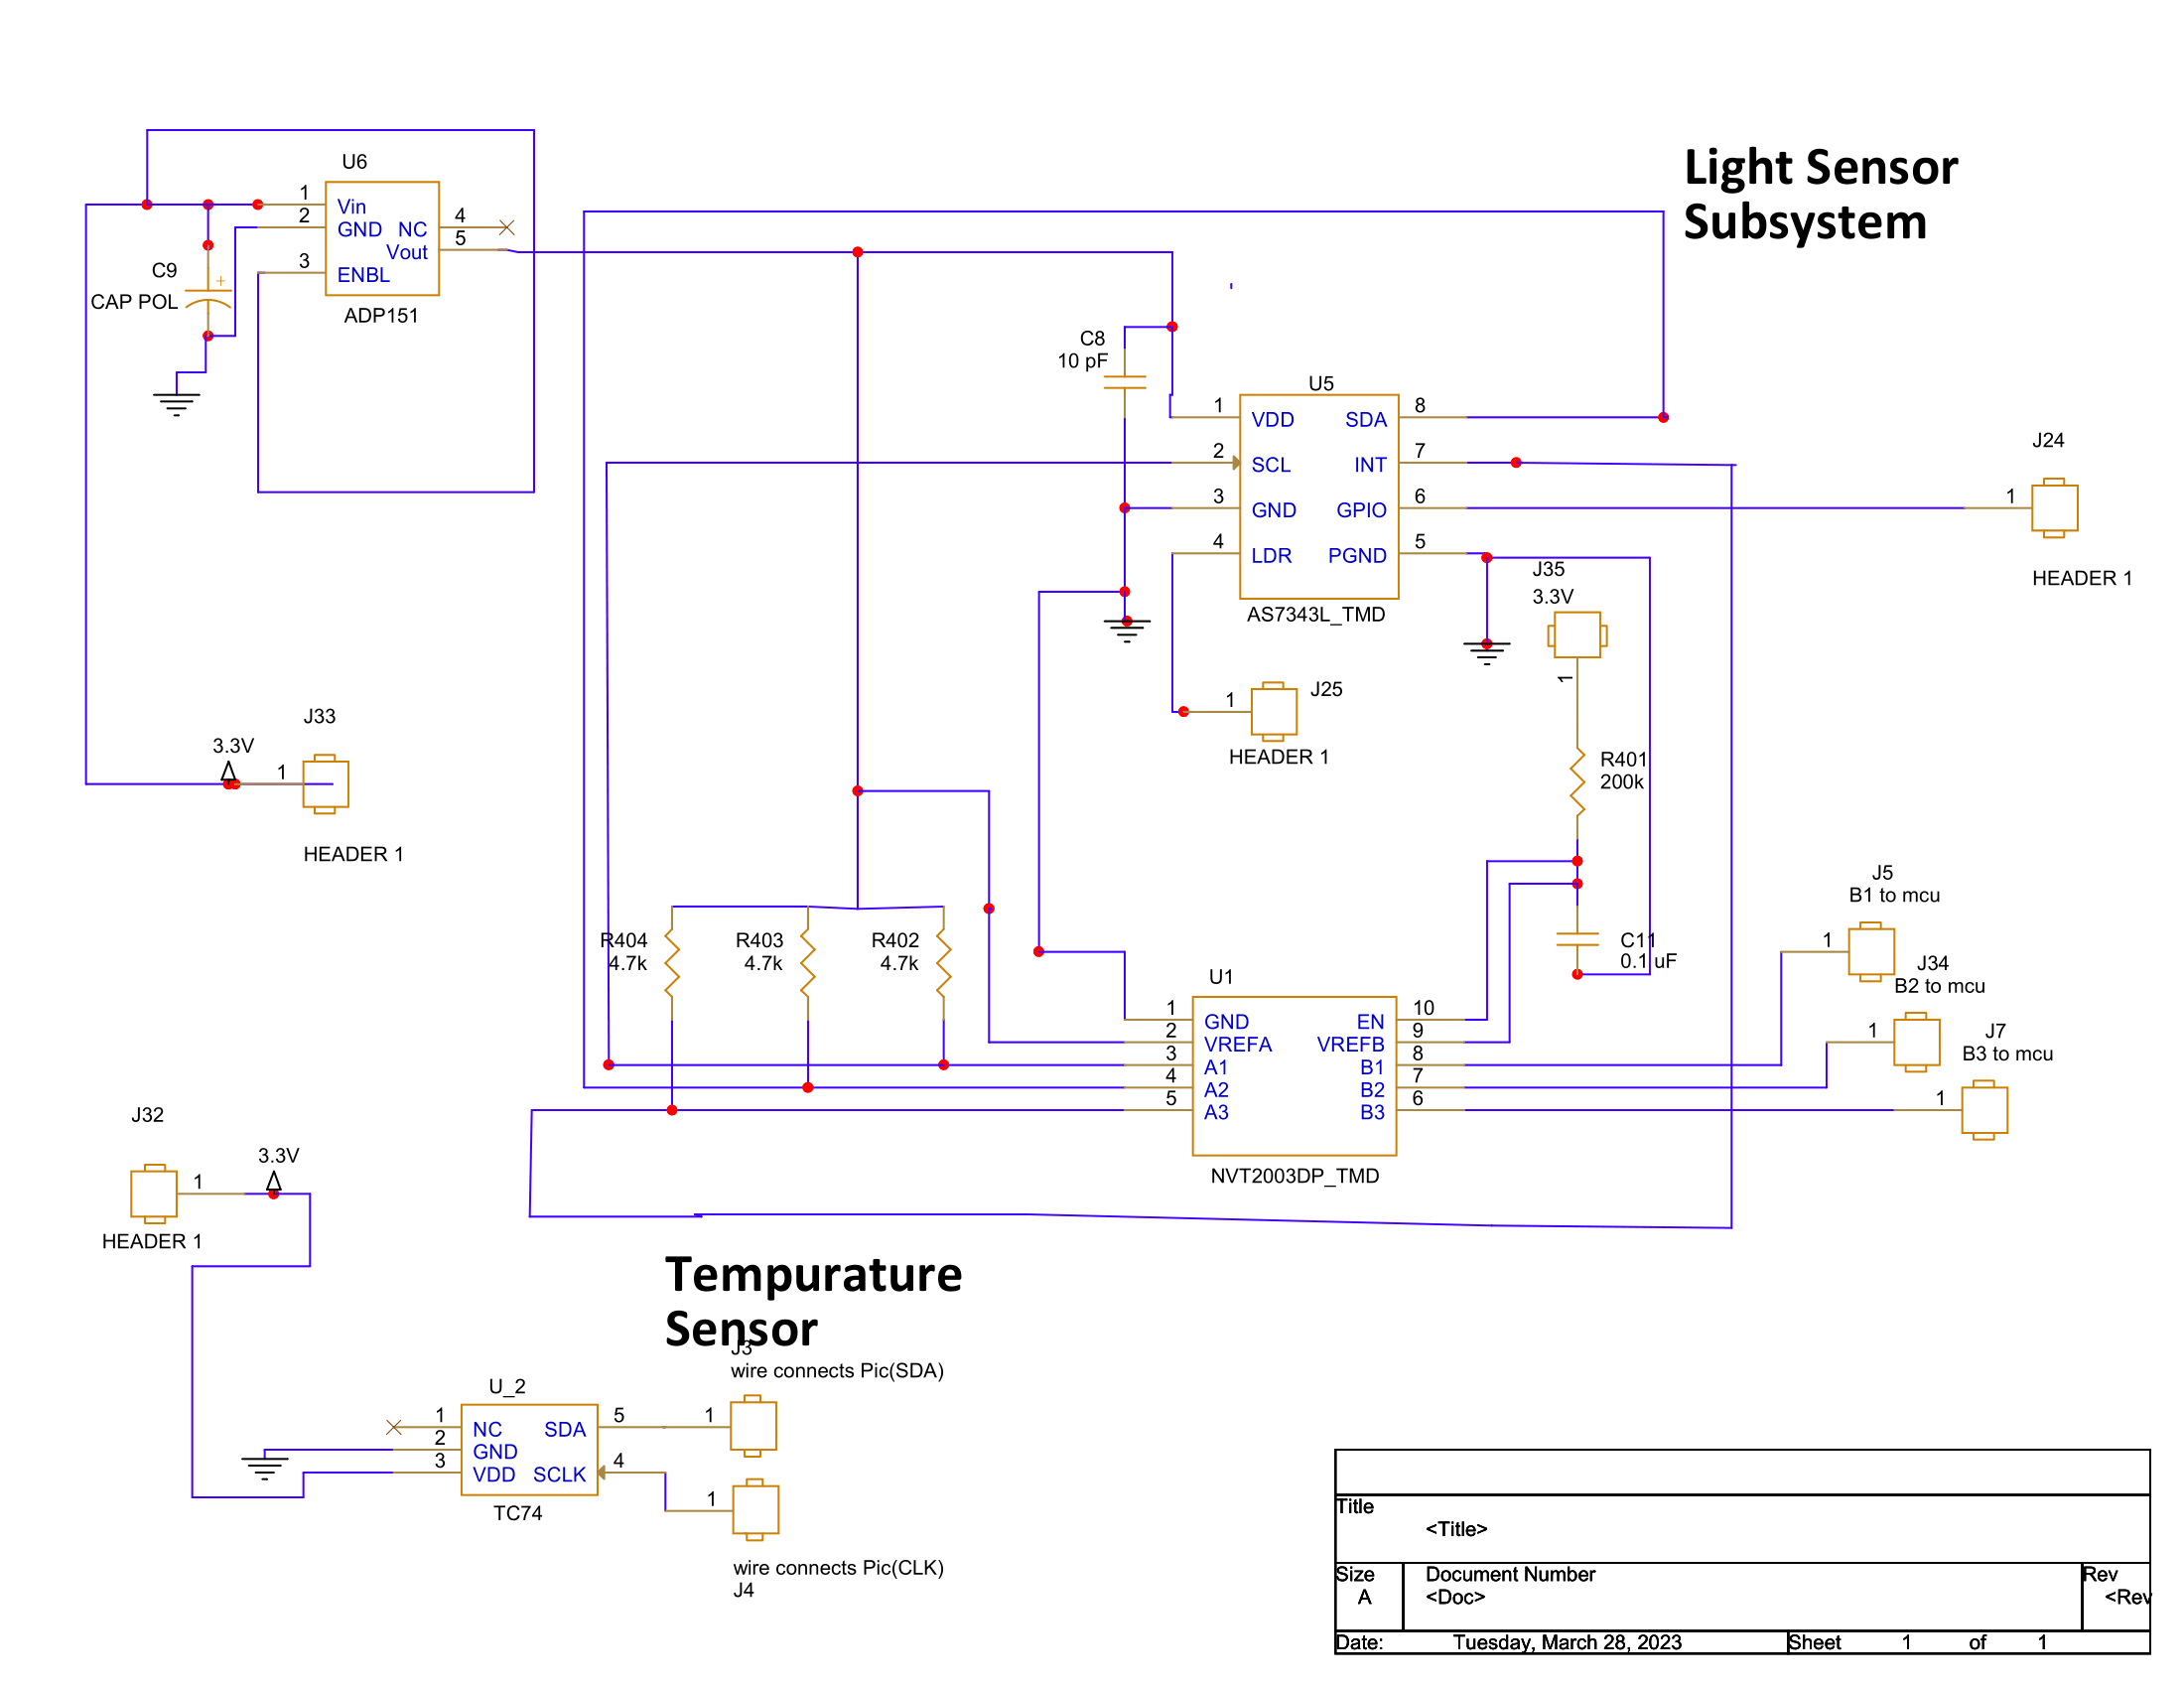 Light Sensor
Subsystem
U6
1
Vin
2
GND
NC
4
Vout
5
3
ENBL
ADP151
C9
CAP POL
+
C8
10 pF
U5
1
VDD
SDA
8
2
SCL
INT
7
3
GND
GPIO
6
4
LDR
PGND
5
AS7343L_TMD
J24
1
HEADER 1
J35
3.3V
1
J25
1
HEADER 1
R401
200k
J33
3.3V
1
HEADER 1
R404
4.7k
R403
4.7k
R402
4.7k
C11
0.1 uF
J5
B1 to mcu
1
J34
B2 to mcu
1
J7
B3 to mcu
1
U1
1
GND
EN
10
2
VREFA
VREFB
9
3
A1
B1
8
4
A2
B2
7
5
A3
B3
6
NVT2003DP_TMD
J32
3.3V
1
HEADER 1
Tempurature
Sensor
J3
wire connects Pic(SDA)
1
U_2
1
NC
SDA
5
2
GND
3
VDD
SCLK
4
TC74
1
wire connects Pic(CLK)
J4
Title
<Title>
Size
A
Document Number
<Doc>
Rev
<Rev
Date:
Tuesday, March 28, 2023
Sheet
1
of
1